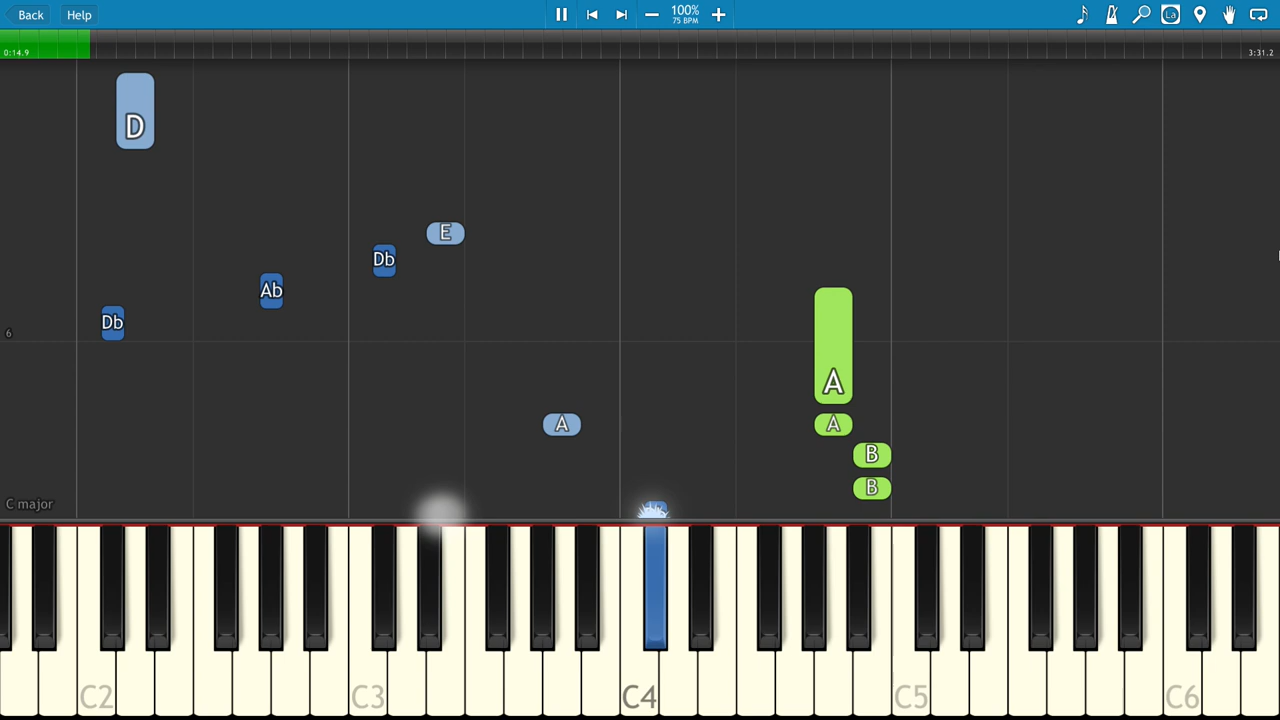 Back Help 100% La
75 BPM
0:14.9 3:31.2
D
E
Db
Ab
Db
6
A
A A
B
B
C major
C2 C3 C4 C5 C6